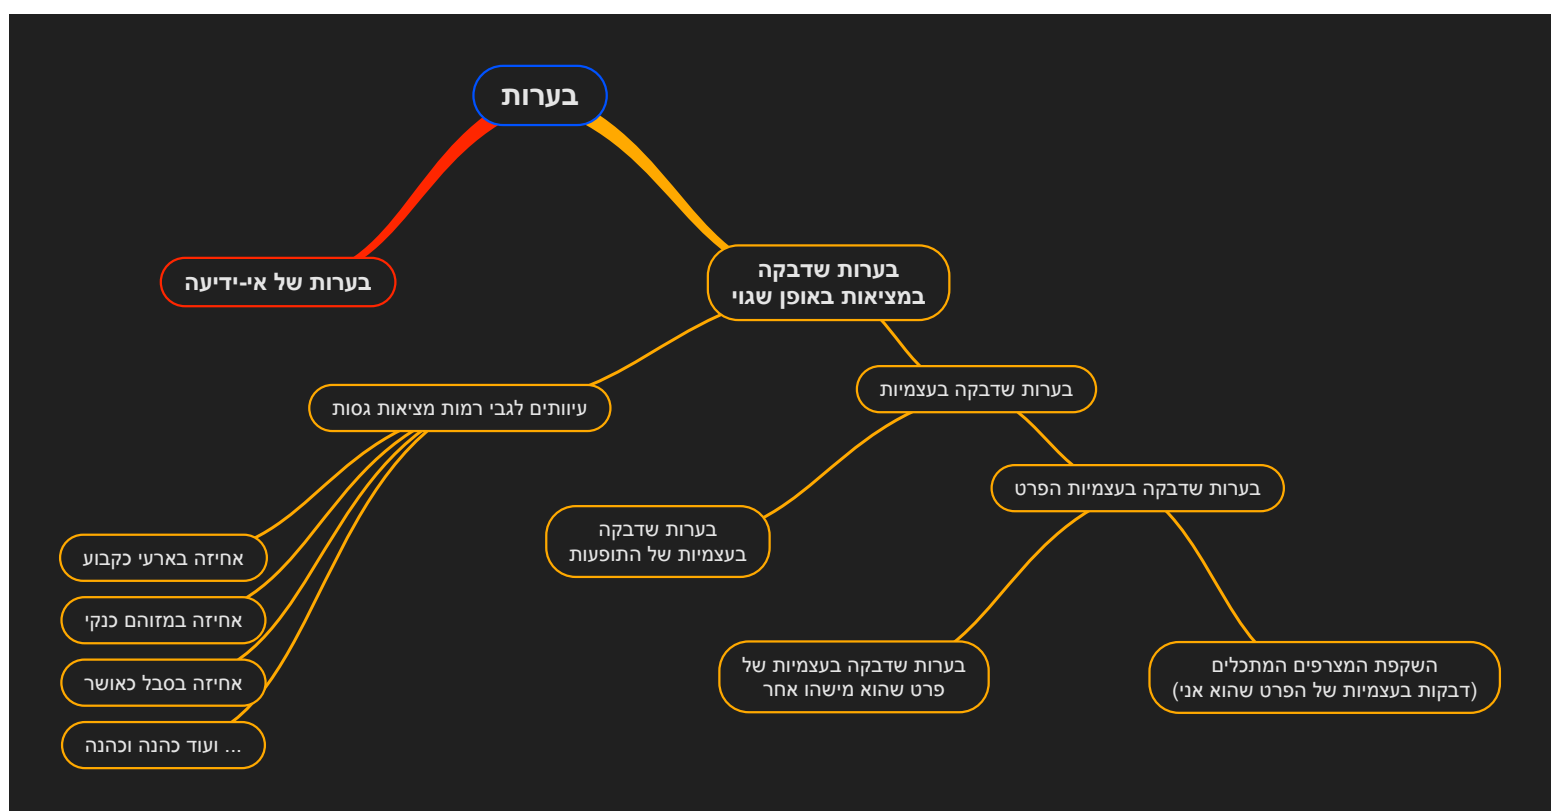 בערות
בערות שדבקה
במציאות באופן שגוי
בערות של אי-ידיעה
בערות שדבקה בעצמיות
עיוותים לגבי רמות מציאות גסות
בערות שדבקה בעצמיות הפרט
בערות שדבקה
בעצמיות של התופעות
אחיזה בארעי כקבוע
אחיזה במזוהם כנקי
אחיזה בסבל כאושר
... ועוד כהנה וכהנה
השקפת המצרפים המתכלים
(דבקות בעצמיות של הפרט שהוא אני)
בערות שדבקה בעצמיות של
פרט שהוא מישהו אחר